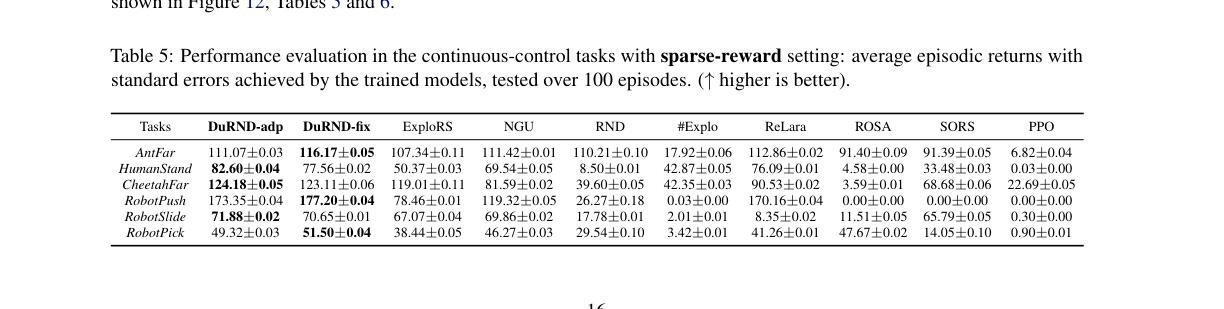 shown in Figure 12, Tables 5 and 6.
Table 5: Performance evaluation in the continuous-control tasks with sparse-reward setting: average episodic returns with
standard errors achieved by the trained models, tested over 100 episodes. (↑ higher is better).
Tasks DuRND-adp DuRND-fix ExploRS NGU RND #Explo ReLara ROSA SORS PPO
AntFar 111.07±0.03 116.17±0.05 107.34±0.11 111.42±0.01 110.21±0.10 17.92±0.06 112.86±0.02 91.40±0.09 91.39±0.05 6.82±0.04
HumanStand 82.60±0.04 77.56±0.02 50.37±0.03 69.54±0.05 8.50±0.01 42.87±0.05 76.09±0.01 4.58±0.00 33.48±0.03 0.03±0.00
CheetahFar 124.18±0.05 123.11±0.06 119.01±0.11 81.59±0.02 39.60±0.05 42.35±0.03 90.53±0.02 3.59±0.01 68.68±0.06 22.69±0.05
RobotPush 173.35±0.04 177.20±0.04 78.46±0.01 119.32±0.05 26.27±0.18 0.03±0.00 170.16±0.04 0.00±0.00 0.00±0.00 0.00±0.00
RobotSlide 71.88±0.02 70.65±0.01 67.07±0.04 69.86±0.02 17.78±0.01 2.01±0.01 8.35±0.02 11.51±0.05 65.79±0.05 0.30±0.00
RobotPick 49.32±0.03 51.50±0.04 38.44±0.05 46.27±0.03 29.54±0.10 3.42±0.01 41.26±0.01 47.67±0.02 14.05±0.10 0.90±0.01
16